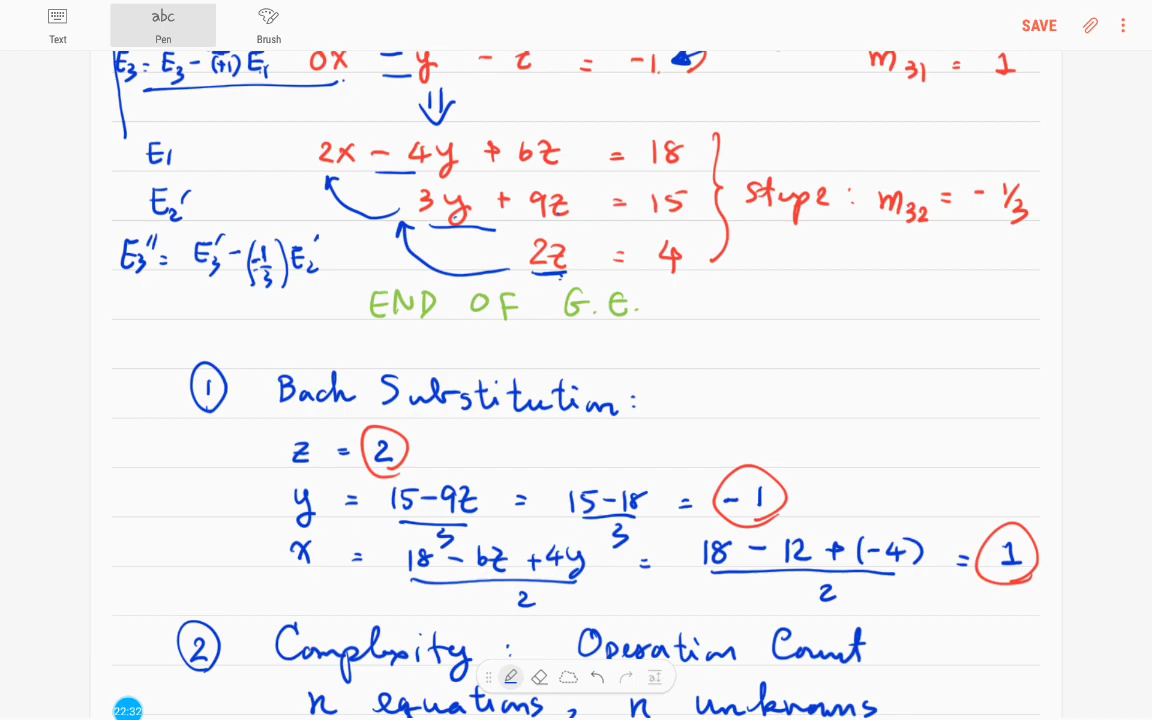 Text
abc
Pen
Brush
SAVE
E3 = E3 - (+1) E1 0x - y - z = -1 m31 = 1
E1 2x - 4y + 6z = 18
E2' 3y + 9z = 15 step 2 : m32 = - 1/3
E3'' = E3' - (-1/3) E2' 2z = 4
END OF G.E.
1 Back Substitution :
z = 2
y = 15-9z/3 = 15-18/3 = -1
x = 18 - 6z + 4y/2 = 18 - 12 + (-4)/2 = 1
2 Complexity : Operation Count
n equations, n unknowns
22:32